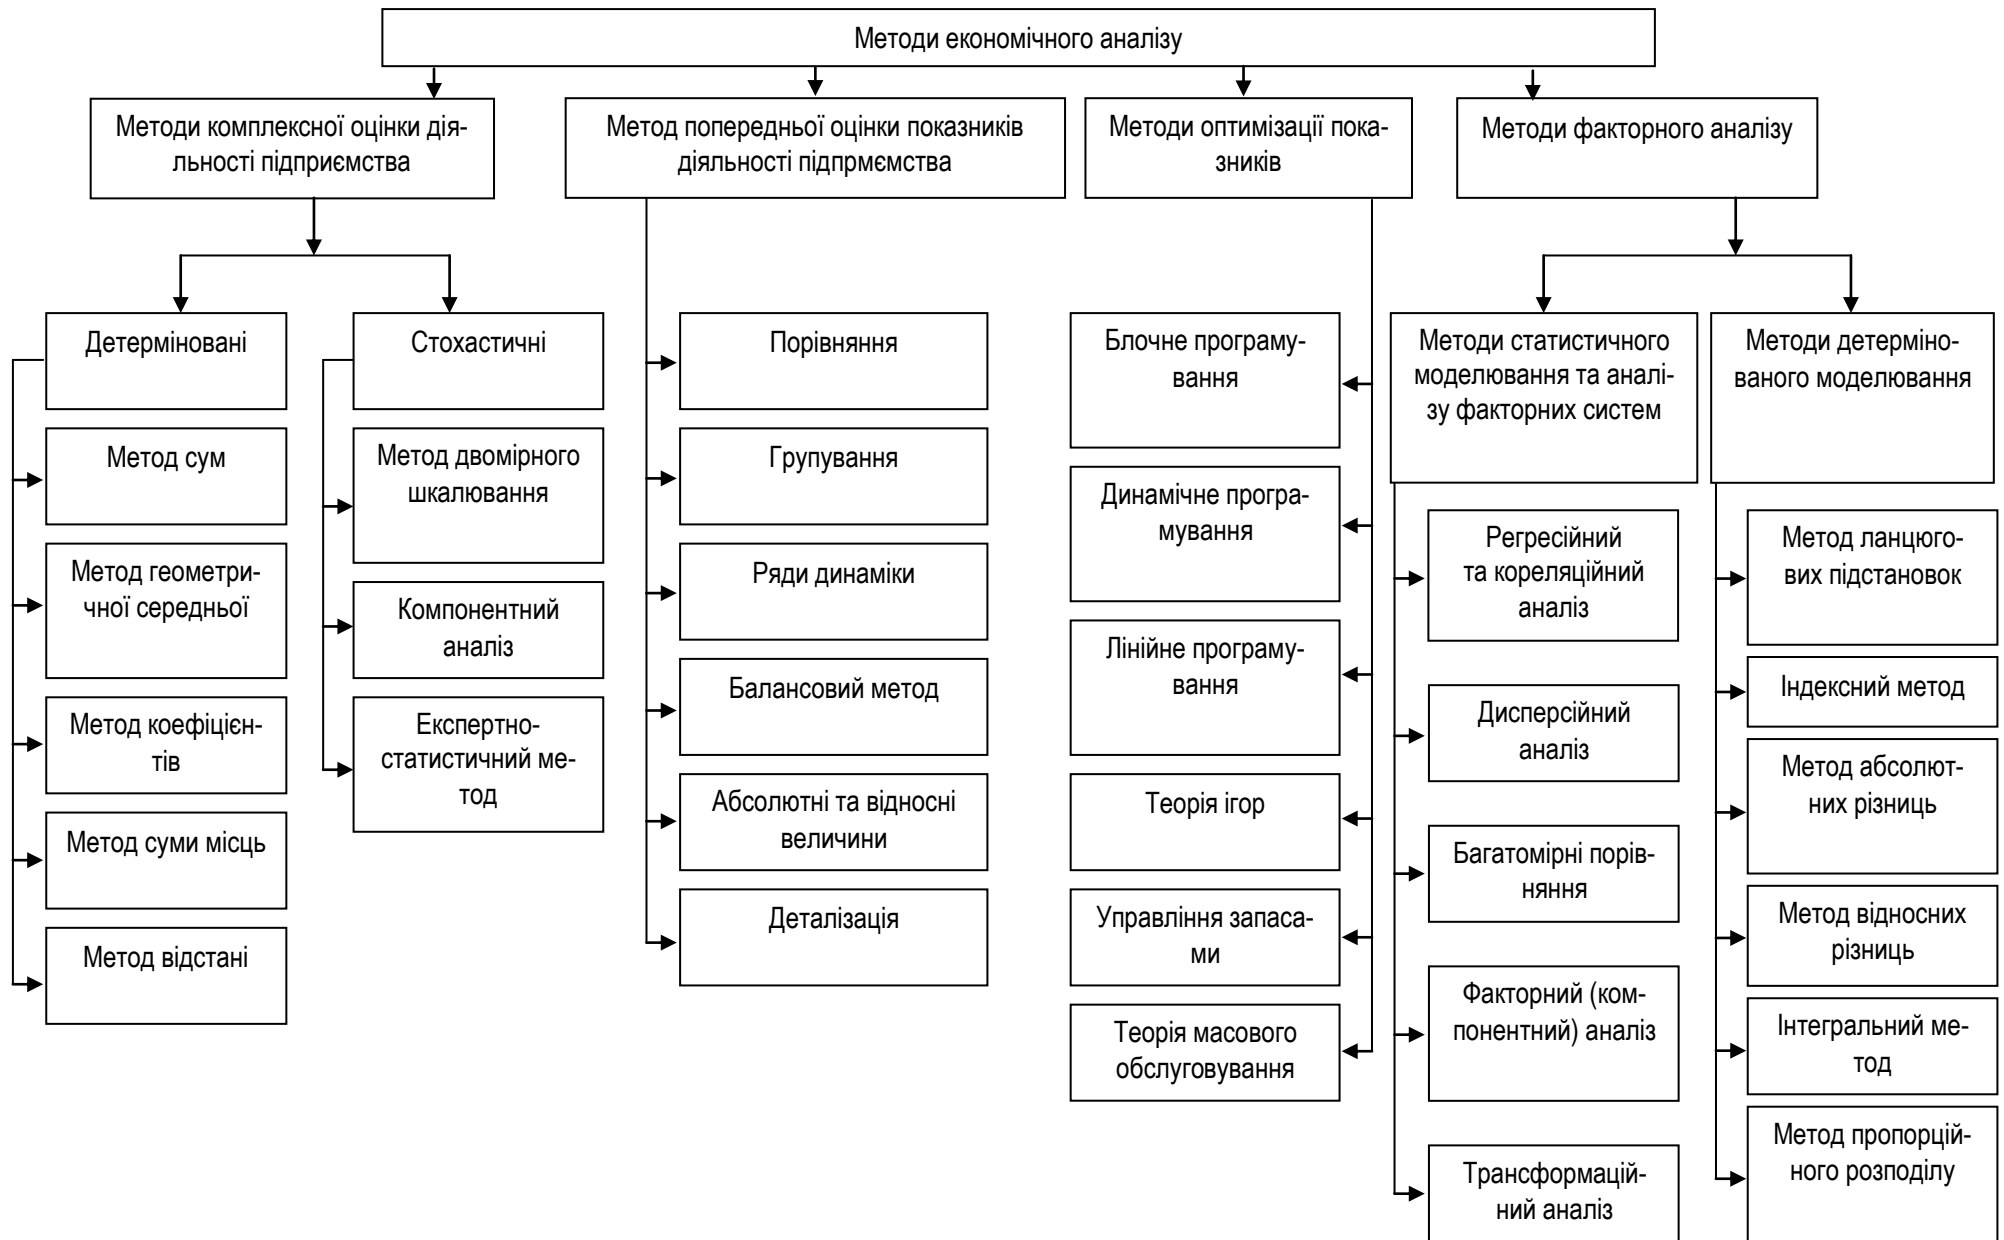 Методи економічного аналізу
Методи комплексної оцінки дія-
льності підприємства
Метод попередньої оцінки показників
діяльності підпрмємства
Методи оптимізації пока-
зників
Методи факторного аналізу
Детерміновані
Метод сум
Метод геометри-
чної середньої
Метод коефіцієн-
тів
Метод суми місць
Метод відстані
Стохастичні
Метод двомірного
шкалювання
Компонентний
аналіз
Експертно-
статистичний ме-
тод
Порівняння
Групування
Ряди динаміки
Балансовий метод
Абсолютні та відносні
величини
Деталізація
Блочне програму-
вання
Динамічне програ-
мування
Лінійне програму-
вання
Теорія ігор
Управління запаса-
ми
Теорія масового
обслуговування
Методи статистичного
моделювання та аналі-
зу факторних систем
Регресійний
та кореляційний
аналіз
Дисперсійний
аналіз
Багатомірні порів-
няння
Факторний (ком-
понентний) аналіз
Трансформацій-
ний аналіз
Методи детерміно-
ваного моделювання
Метод ланцюго-
вих підстановок
Індексний метод
Метод абсолют-
них різниць
Метод відносних
різниць
Інтегральний ме-
тод
Метод пропорцій-
ного розподілу